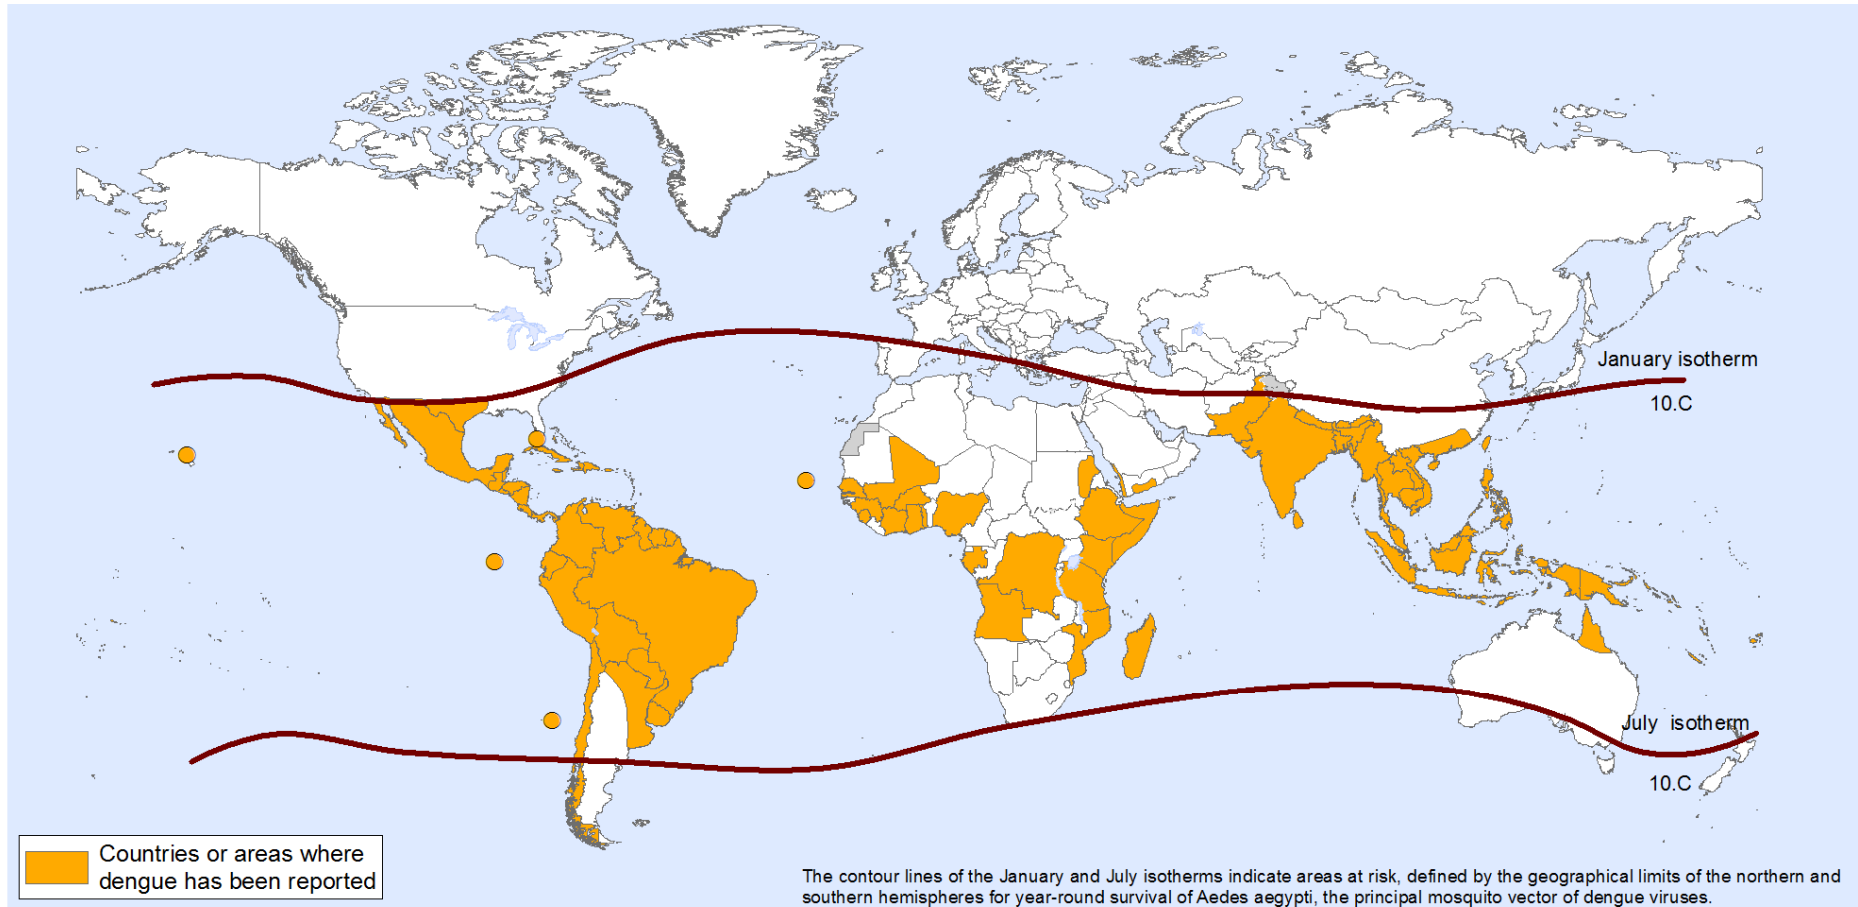 January isotherm
10.C
July isotherm
10.C
Countries or areas where
dengue has been reported
The contour lines of the January and July isotherms indicate areas at risk, defined by the geographical limits of the northern and
southern hemispheres for year-round survival of Aedes aegypti, the principal mosquito vector of dengue viruses.